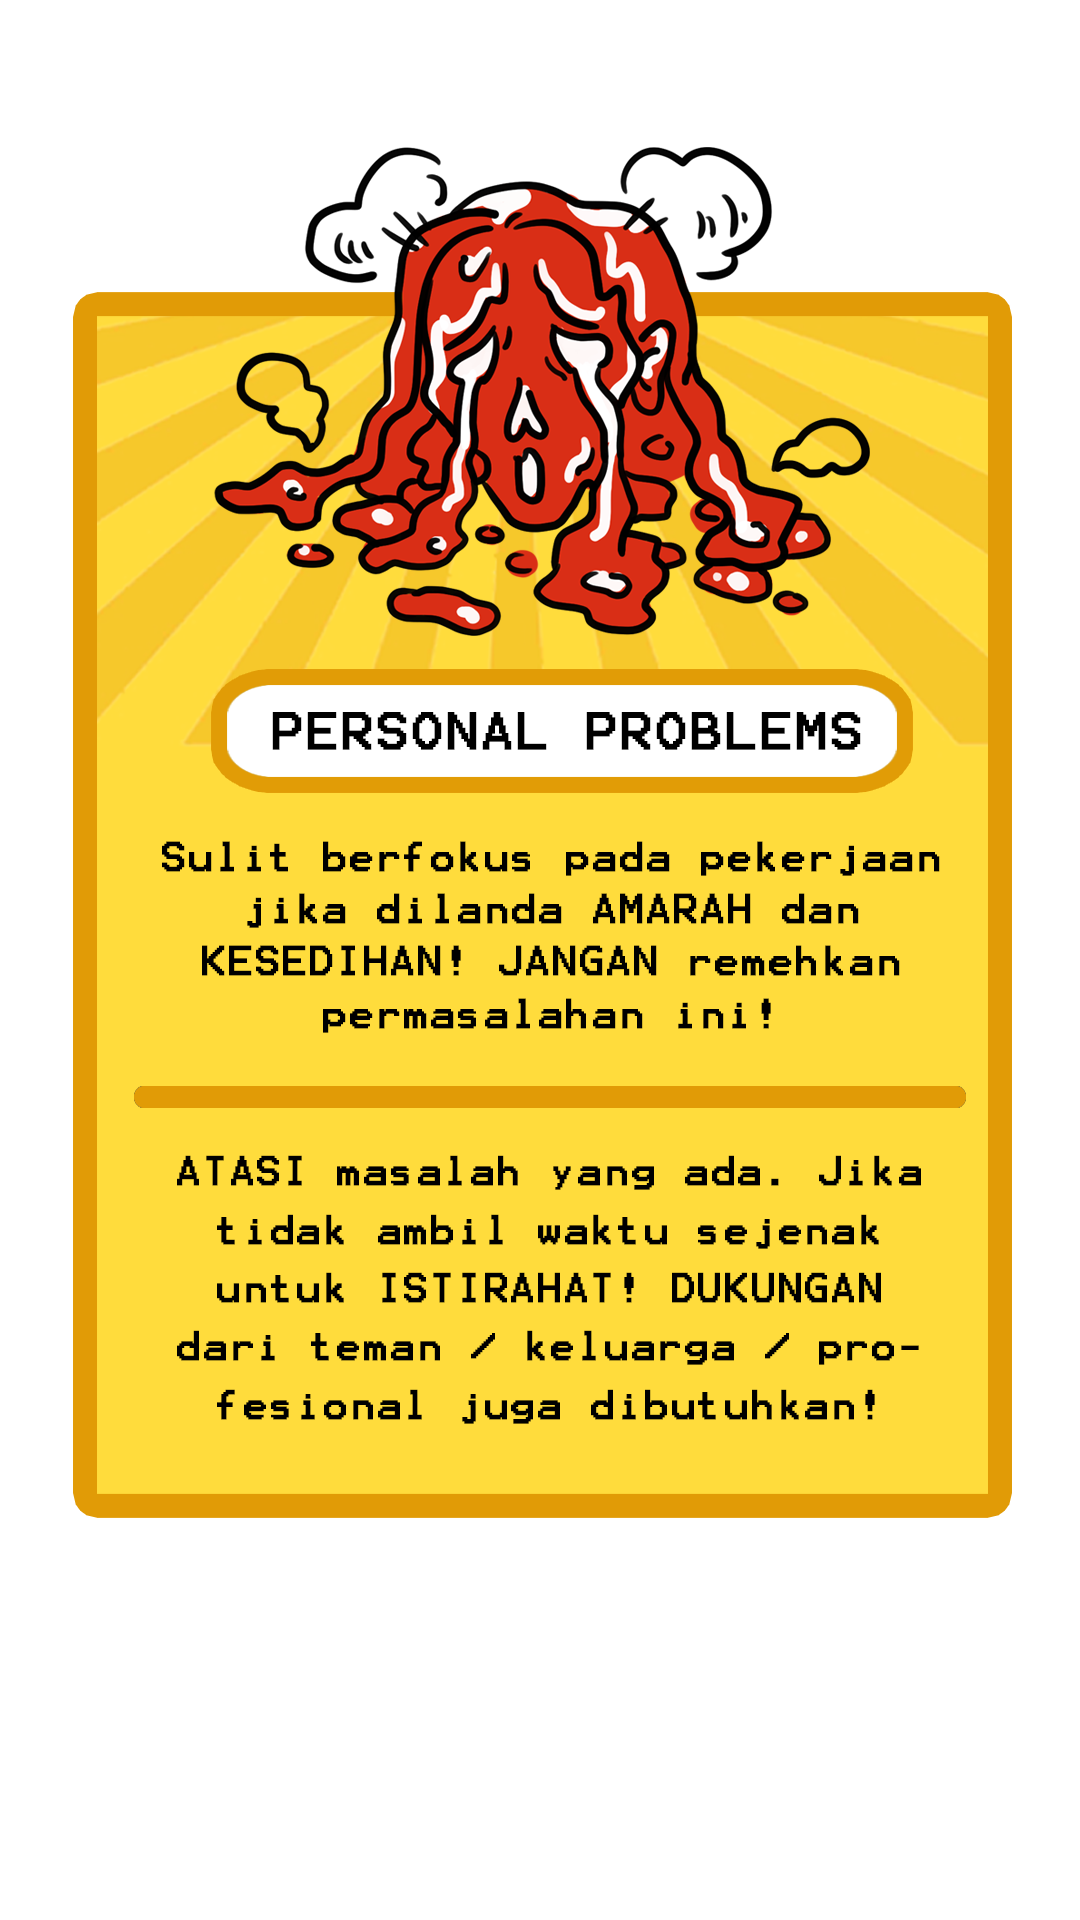 PERSONAL PROBLEMS
Sulit berfokus pada pekerjaan
jika dilanda AMARAH dan
KESEDIHAN! JANGAN remehkan
permasalahan ini!
ATASI masalah yang ada. Jika
tidak ambil waktu sejenak
untuk ISTIRAHAT! DUKUNGAN
dari teman / keluarga / pro-
fesional juga dibutuhkan!